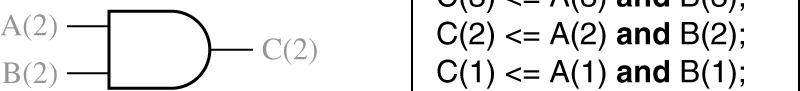 A(2)
B(2)
C(2)
C(2) <= A(2) and B(2);
C(1) <= A(1) and B(1);